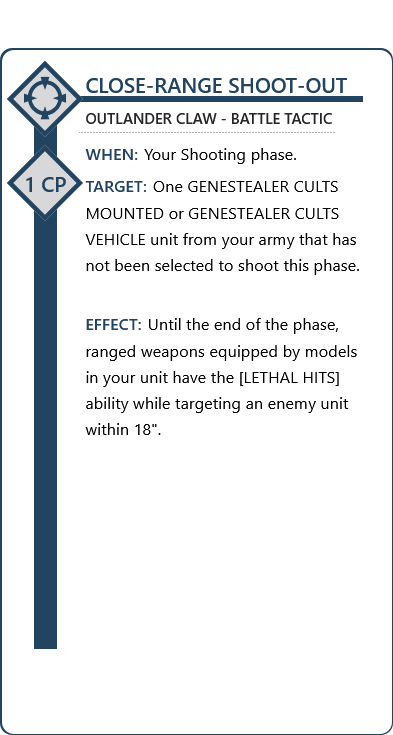 CLOSE-RANGE SHOOT-OUT
OUTLANDER CLAW - BATTLE TACTIC
WHEN: Your Shooting phase.
1 CP
TARGET: One GENESTEALER CULTS
MOUNTED or GENESTEALER CULTS
VEHICLE unit from your army that has
not been selected to shoot this phase.
EFFECT: Until the end of the phase,
ranged weapons equipped by models
in your unit have the [LETHAL HITS]
ability while targeting an enemy unit
within 18".